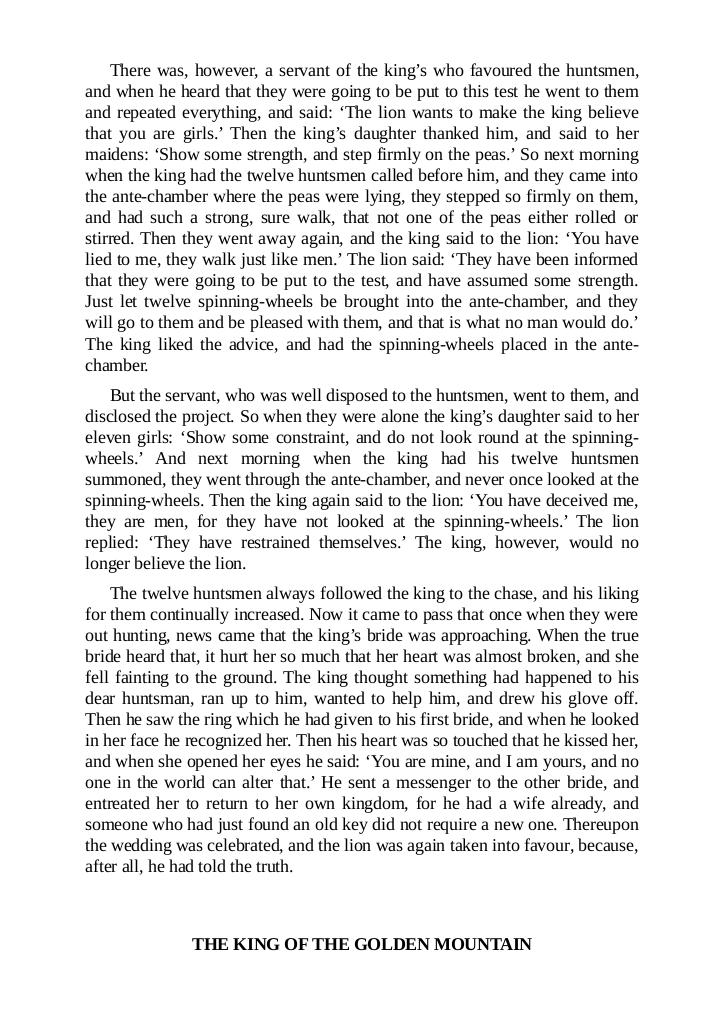 There was, however, a servant of the king’s who favoured the huntsmen,
and when he heard that they were going to be put to this test he went to them
and repeated everything, and said: ‘The lion wants to make the king believe
that you are girls.’ Then the king’s daughter thanked him, and said to her
maidens: ‘Show some strength, and step firmly on the peas.’ So next morning
when the king had the twelve huntsmen called before him, and they came into
the ante-chamber where the peas were lying, they stepped so firmly on them,
and had such a strong, sure walk, that not one of the peas either rolled or
stirred. Then they went away again, and the king said to the lion: ‘You have
lied to me, they walk just like men.’ The lion said: ‘They have been informed
that they were going to be put to the test, and have assumed some strength.
Just let twelve spinning-wheels be brought into the ante-chamber, and they
will go to them and be pleased with them, and that is what no man would do.’
The king liked the advice, and had the spinning-wheels placed in the ante-
chamber.
But the servant, who was well disposed to the huntsmen, went to them, and
disclosed the project. So when they were alone the king’s daughter said to her
eleven girls: ‘Show some constraint, and do not look round at the spinning-
wheels.’ And next morning when the king had his twelve huntsmen
summoned, they went through the ante-chamber, and never once looked at the
spinning-wheels. Then the king again said to the lion: ‘You have deceived me,
they are men, for they have not looked at the spinning-wheels.’ The lion
replied: ‘They have restrained themselves.’ The king, however, would no
longer believe the lion.
The twelve huntsmen always followed the king to the chase, and his liking
for them continually increased. Now it came to pass that once when they were
out hunting, news came that the king’s bride was approaching. When the true
bride heard that, it hurt her so much that her heart was almost broken, and she
fell fainting to the ground. The king thought something had happened to his
dear huntsman, ran up to him, wanted to help him, and drew his glove off.
Then he saw the ring which he had given to his first bride, and when he looked
in her face he recognized her. Then his heart was so touched that he kissed her,
and when she opened her eyes he said: ‘You are mine, and I am yours, and no
one in the world can alter that.’ He sent a messenger to the other bride, and
entreated her to return to her own kingdom, for he had a wife already, and
someone who had just found an old key did not require a new one. Thereupon
the wedding was celebrated, and the lion was again taken into favour, because,
after all, he had told the truth.
THE KING OF THE GOLDEN MOUNTAIN